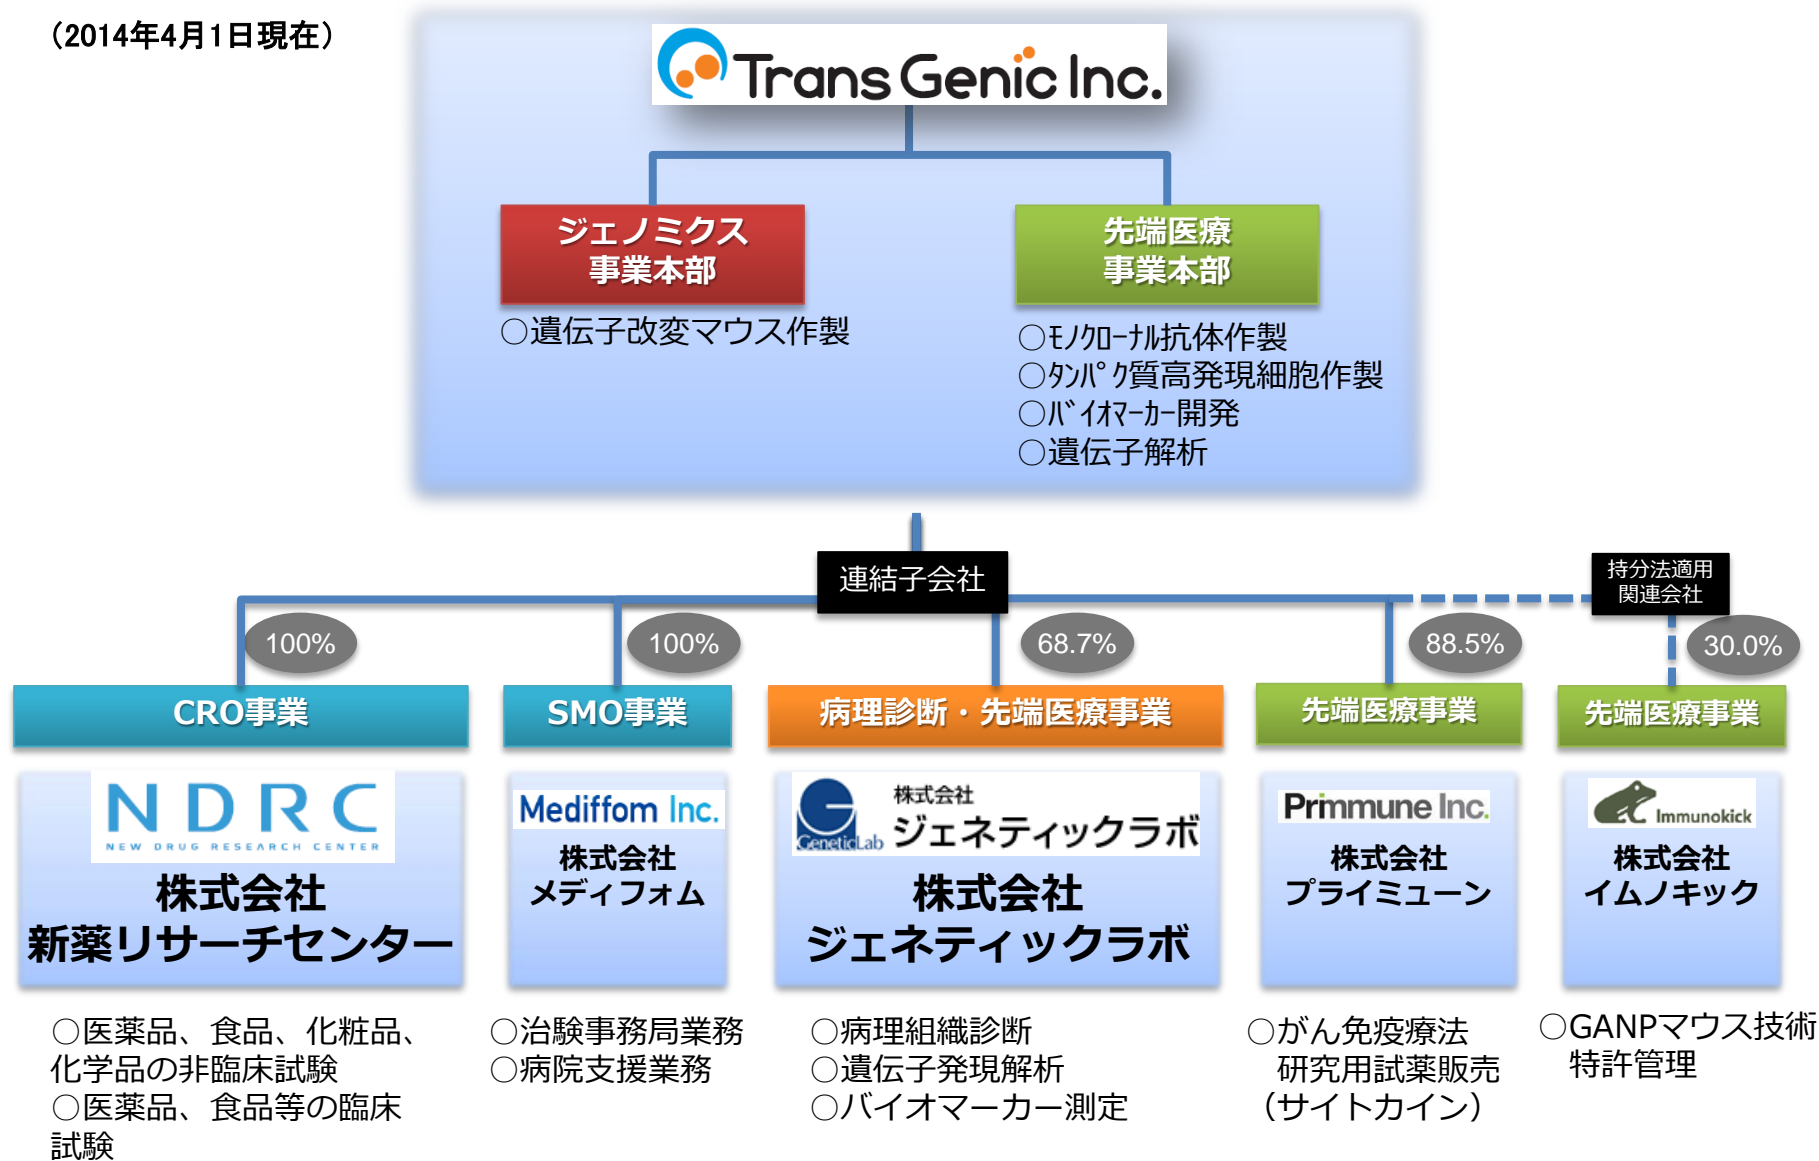 （2014年4月1日現在）
Trans Genic Inc.
ジェノミクス
事業本部
○遺伝子改変マウス作製
先端医療
事業本部
○ﾓﾉｸﾛｰﾅﾙ抗体作製
○ﾀﾝﾊﾟｸ質高発現細胞作製
○ﾊﾞｲｵﾏｰｶｰ開発
○遺伝子解析
連結子会社
持分法適用
関連会社
100%
100%
68.7%
88.5%
30.0%
CRO事業
SMO事業
病理診断・先端医療事業
先端医療事業
先端医療事業
NDRC
NEW DRUG RESEARCH CENTER
株式会社
新薬リサーチセンター
○医薬品、食品、化粧品、
化学品の非臨床試験
○医薬品、食品等の臨床
試験
Mediffom Inc.
株式会社
メディフォム
○治験事務局業務
○病院支援業務
GeneticLab
株式会社
ジェネティックラボ
株式会社
ジェネティックラボ
○病理組織診断
○遺伝子発現解析
○バイオマーカー測定
Primmune Inc.
株式会社
プライミューン
○がん免疫療法
研究用試薬販売
（サイトカイン）
Immunokick
株式会社
イムノキック
○GANPマウス技術
特許管理